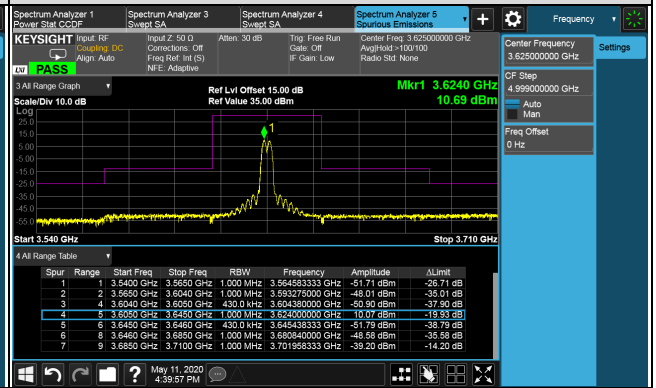 Spectrum Analyzer 1
Power Stat CCDF
Spectrum Analyzer 3
Swept SA
Spectrum Analyzer 4
Swept SA
Spectrum Analyzer 5
Spurious Emissions
+
Frequency
KEYSIGHT
Input: RF
Coupling: DC
Align: Auto
Input Z: 50 Ω
Corrections: Off
Freq Ref: Int (S)
NFE: Adaptive
Atten: 30 dB
Trig: Free Run
Gate: Off
IF Gain: Low
Center Freq: 3.625000000 GHz
Avg|Hold:>100/100
Radio Std: None
LXI PASS
Center Frequency
3.625000000 GHz
Settings
CF Step
4.999000000 GHz
Auto
Man
Freq Offset
0 Hz
3 All Range Graph
Ref Lvl Offset 15.00 dB
Mkr1 3.6240 GHz
Scale/Div 10.0 dB
Ref Value 35.00 dBm
10.69 dBm
Log
25.0
15.0
5.00
-5.00
-15.0
-25.0
-35.0
-45.0
-55.0
1
Start 3.540 GHz
Stop 3.710 GHz
4 All Range Table
Spur Range Start Freq Stop Freq RBW Frequency Amplitude ΔLimit
1 1 3.5400 GHz 3.5650 GHz 1.000 MHz 3.564583333 GHz -51.71 dBm -26.71 dB
2 2 3.5650 GHz 3.6040 GHz 1.000 MHz 3.593275000 GHz -48.01 dBm -35.01 dB
3 4 3.6040 GHz 3.6050 GHz 430.0 kHz 3.604380000 GHz -50.90 dBm -37.90 dB
4 5 3.6050 GHz 3.6450 GHz 1.000 MHz 3.624000000 GHz 10.07 dBm -19.93 dB
5 6 3.6450 GHz 3.6460 GHz 430.0 kHz 3.645438333 GHz -51.79 dBm -38.79 dB
6 8 3.6460 GHz 3.6850 GHz 1.000 MHz 3.680840000 GHz -48.58 dBm -35.58 dB
7 9 3.6850 GHz 3.7100 GHz 1.000 MHz 3.701958333 GHz -39.20 dBm -14.20 dB
?
May 11, 2020
4:39:57 PM